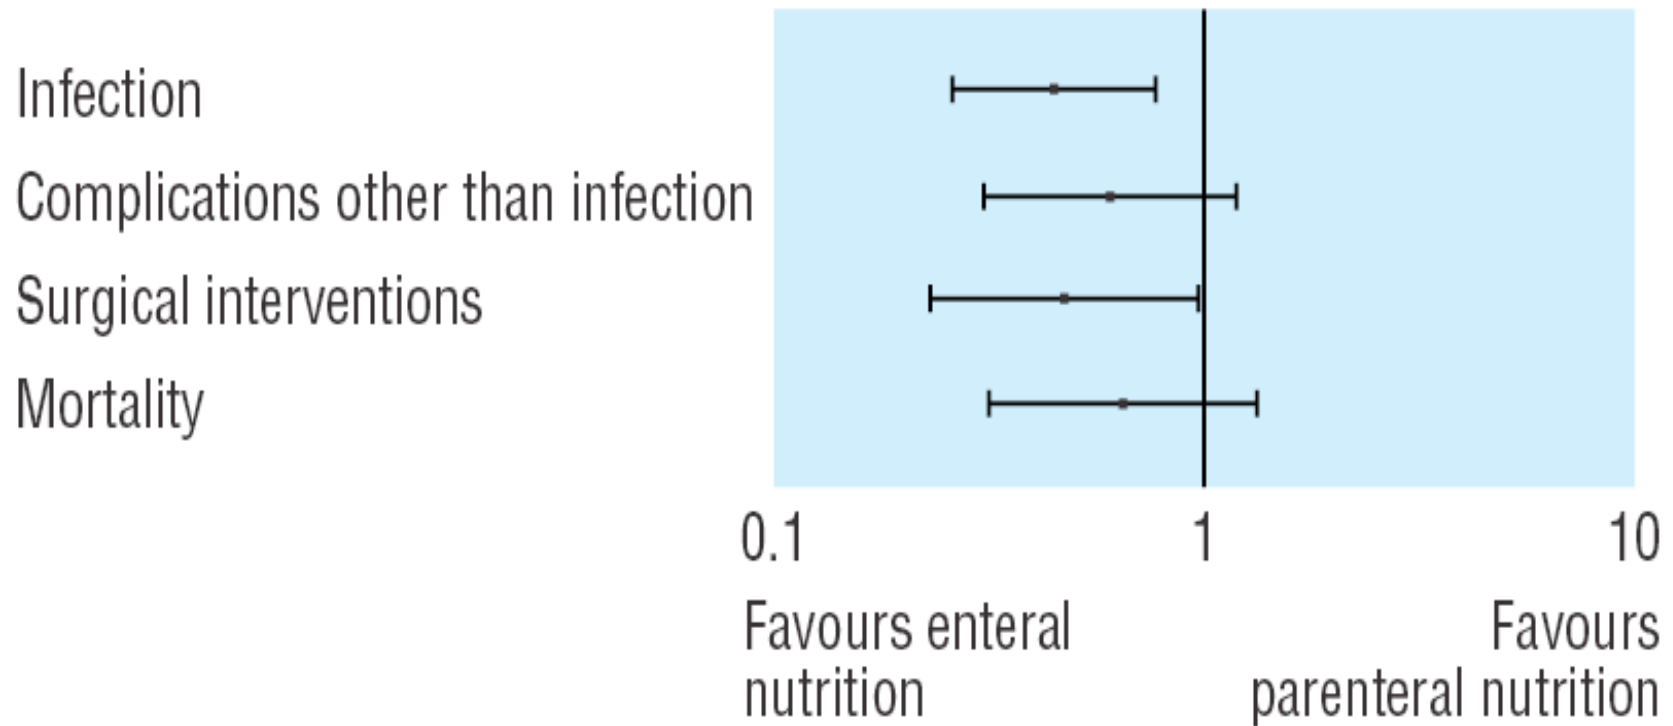 Infection
Complications other than infection
Surgical interventions
Mortality
0.1 1 10
Favours enteral
nutrition
Favours
parenteral nutrition